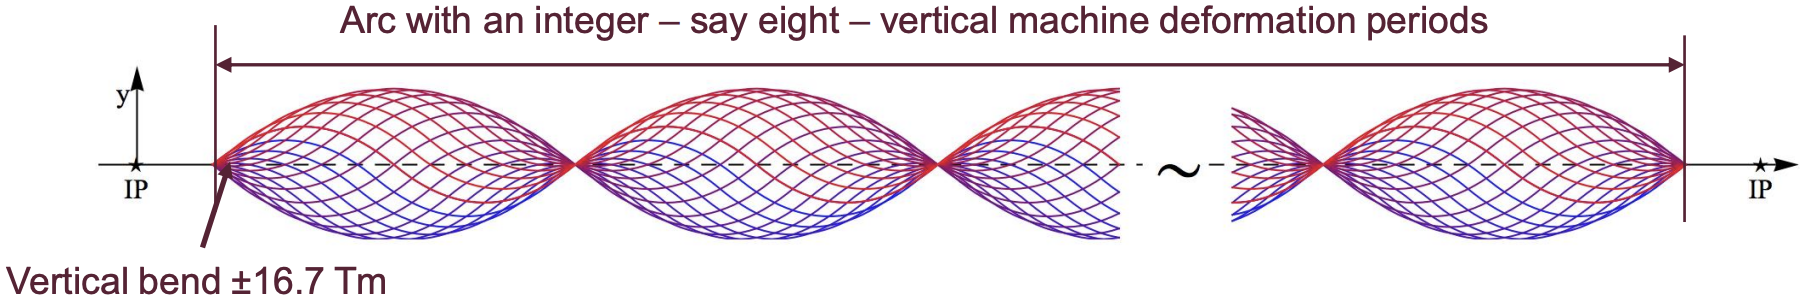 Arc with an integer – say eight – vertical machine deformation periods
y
IP
~
IP
Vertical bend ±16.7 Tm